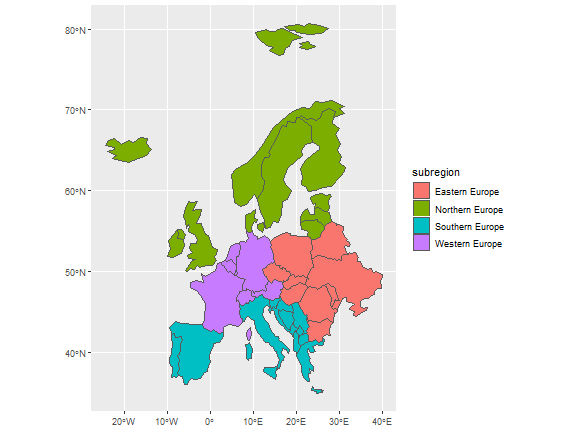 80°N
70°N
60°N
50°N
40°N
20°W
10°W
0°
10°E
20°E
30°E
40°E
subregion
Eastern Europe
Northern Europe
Southern Europe
Western Europe